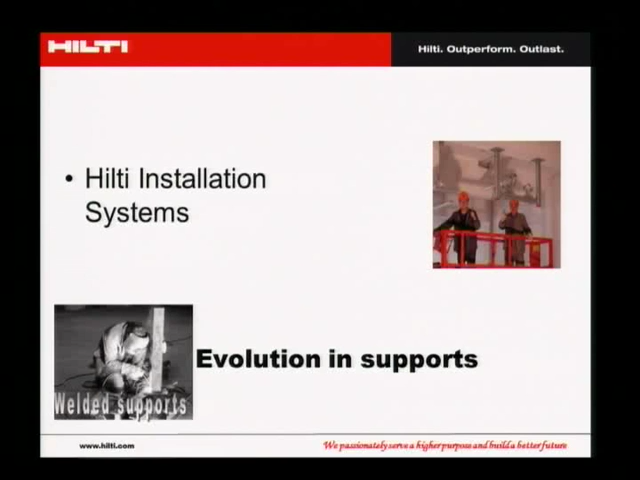 HILTI
Hilti. Outperform. Outlast.
• Hilti Installation
Systems
Evolution in supports
Welded supports
www.hilti.com
We passionately serve a higher purpose and build a better future